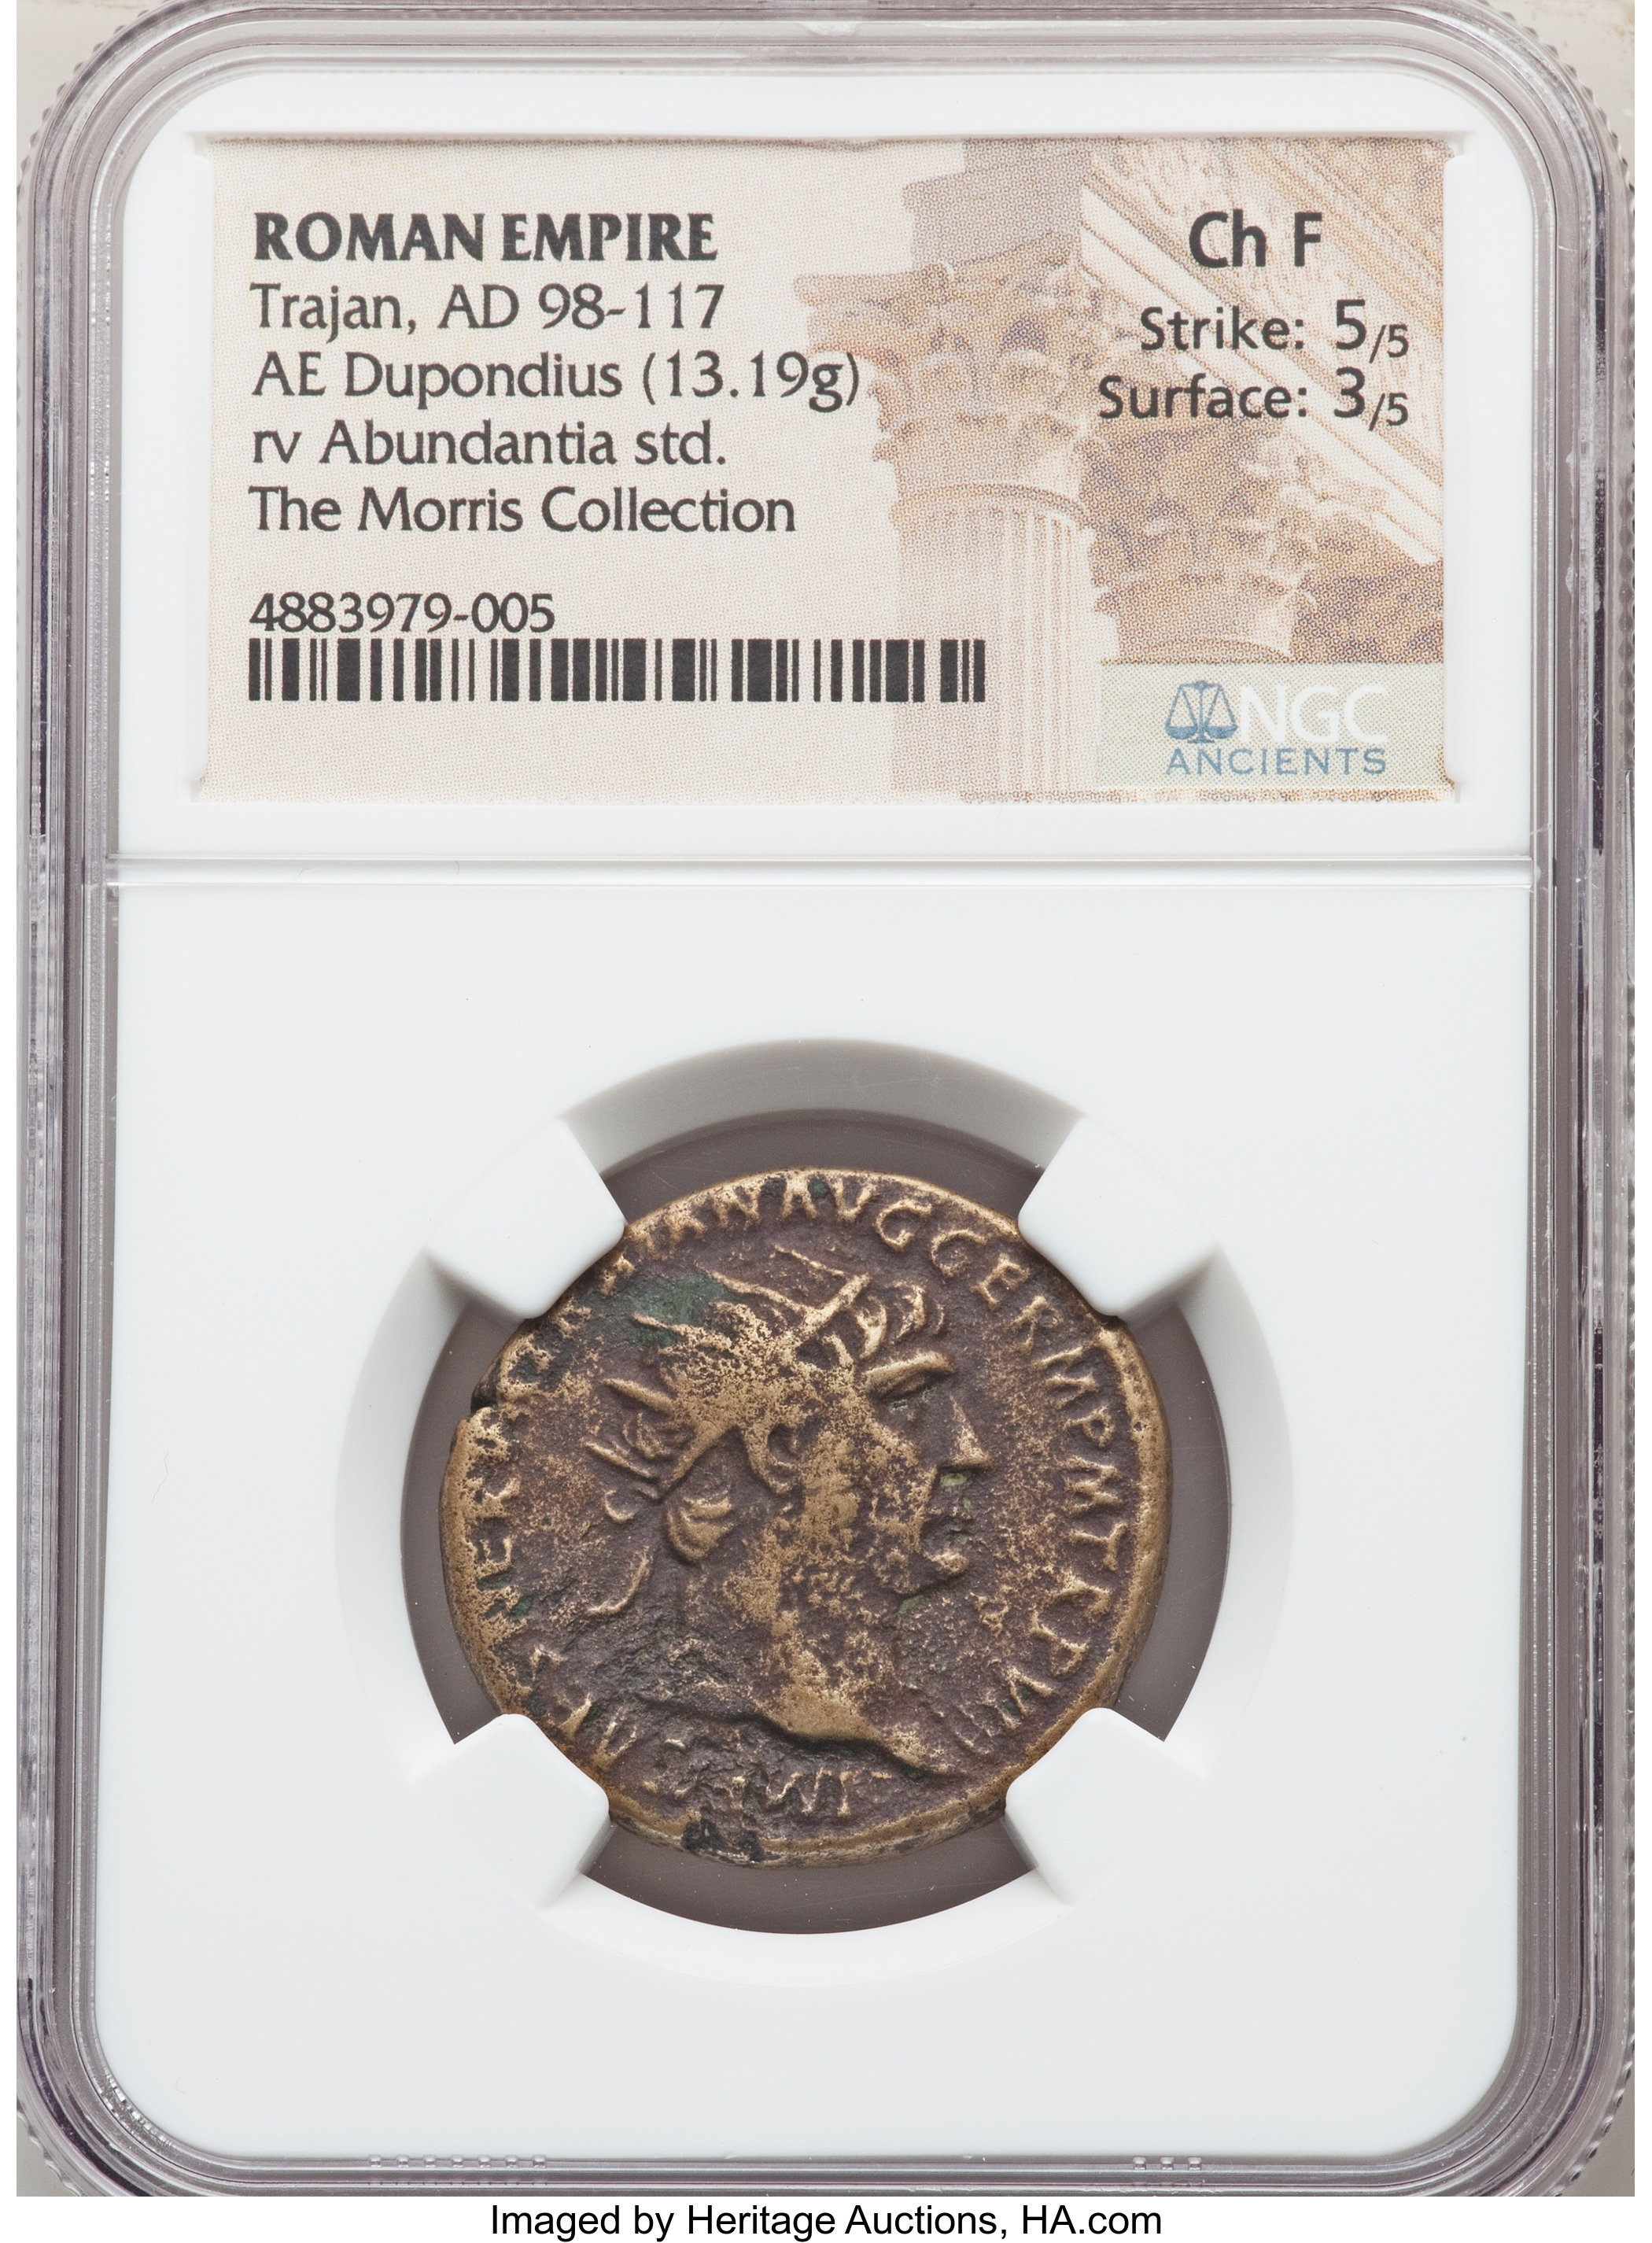 ROMAN EMPIRE
Trajan, AD 98-117
AE Dupondius (13.19g)
rv Abundantia std.
The Morris Collection
4883979-005
Ch F
Strike: 5/5
Surface: 3/5
NGC
ANCIENTS
AVGGERMPM
Imaged by Heritage Auctions, HA.com